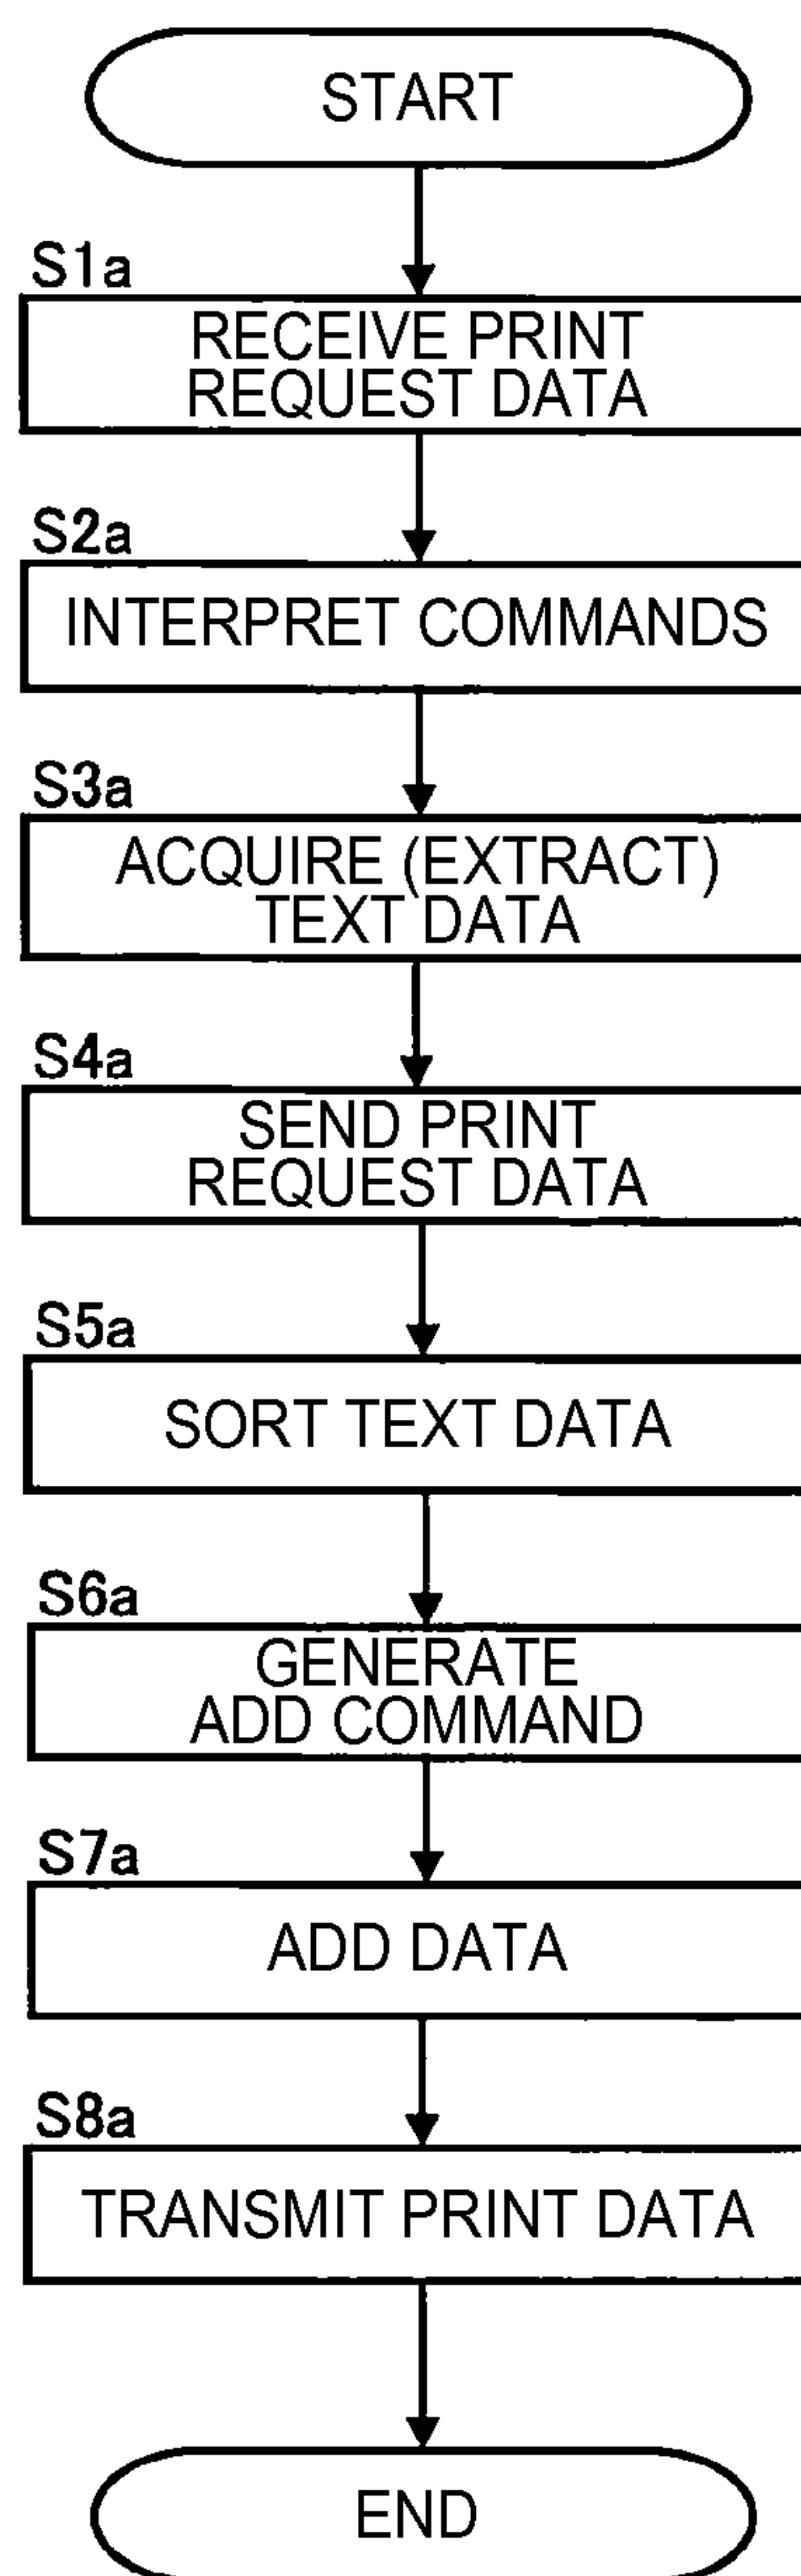 START
S1a
RECEIVE PRINT
REQUEST DATA
S2a
INTERPRET COMMANDS
S3a
ACQUIRE (EXTRACT)
TEXT DATA
S4a
SEND PRINT
REQUEST DATA
S5a
SORT TEXT DATA
S6a
GENERATE
ADD COMMAND
S7a
ADD DATA
S8a
TRANSMIT PRINT DATA
END